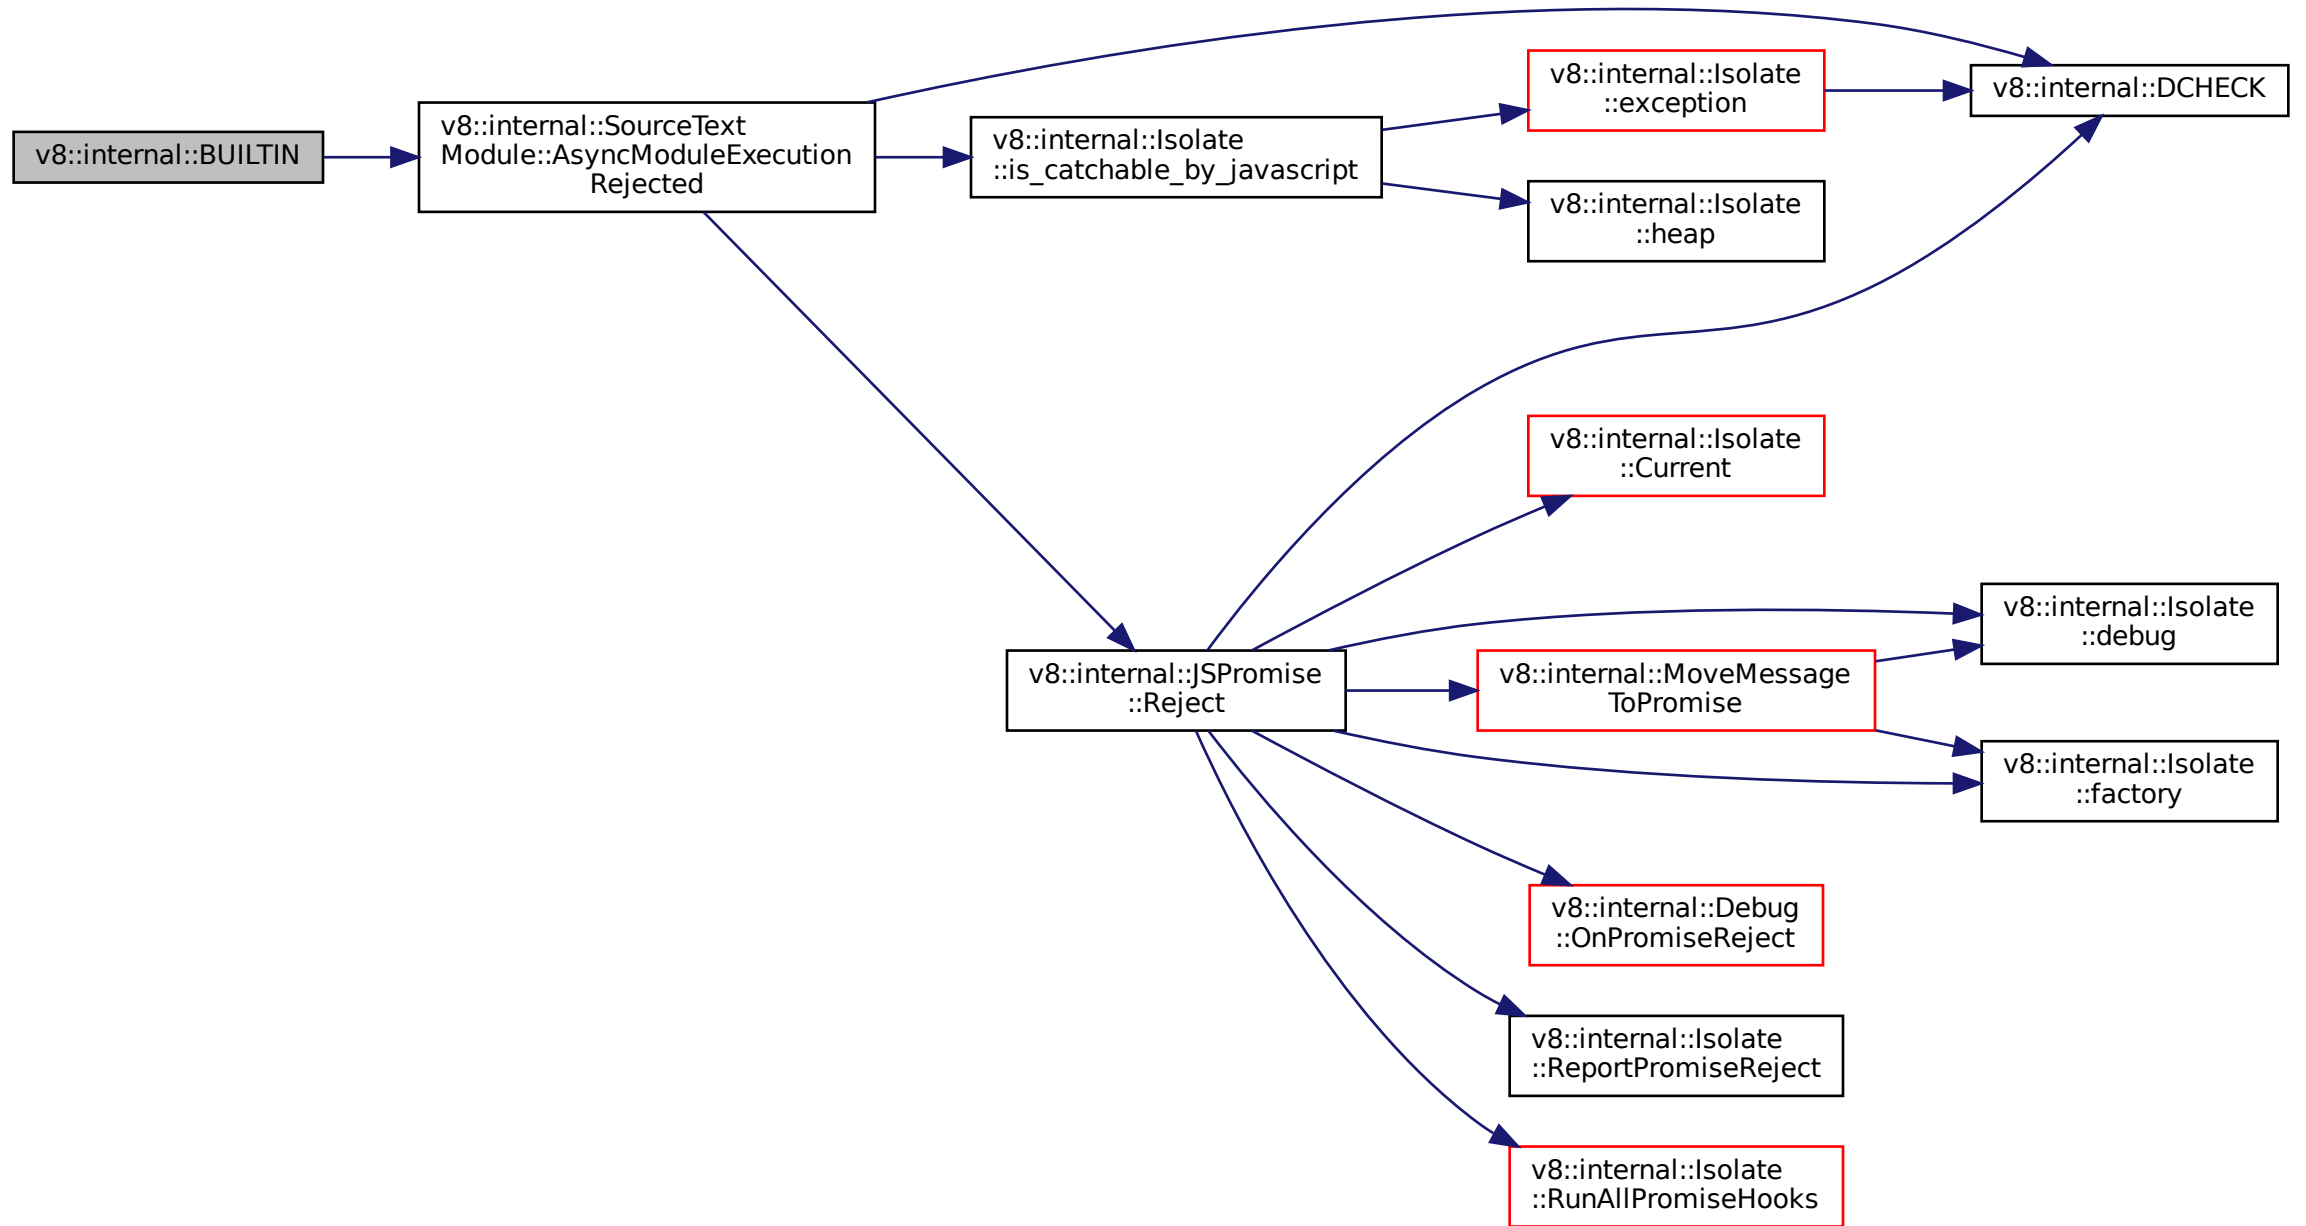 v8::internal::BUILTIN
v8::internal::SourceText
Module::AsyncModuleExecution
Rejected
v8::internal::Isolate
::is_catchable_by_javascript
v8::internal::Isolate
::exception
v8::internal::DCHECK
v8::internal::Isolate
::heap
v8::internal::Isolate
::Current
v8::internal::JSPromise
::Reject
v8::internal::MoveMessage
ToPromise
v8::internal::Isolate
::debug
v8::internal::Isolate
::factory
v8::internal::Debug
::OnPromiseReject
v8::internal::Isolate
::ReportPromiseReject
v8::internal::Isolate
::RunAllPromiseHooks